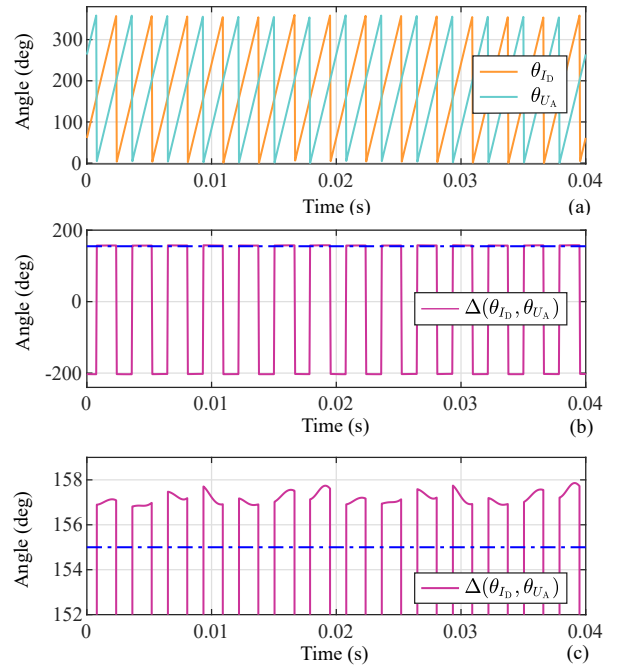 Angle (deg)
300
200
100
0
θ_{I_D}
θ_{U_A}
0 0.01 0.02 0.03 0.04
Time (s)
(a)
Angle (deg)
200
0
-200
Δ(θ_{I_D}, θ_{U_A})
0 0.01 0.02 0.03 0.04
Time (s)
(b)
Angle (deg)
158
156
154
152
Δ(θ_{I_D}, θ_{U_A})
0 0.01 0.02 0.03 0.04
Time (s)
(c)